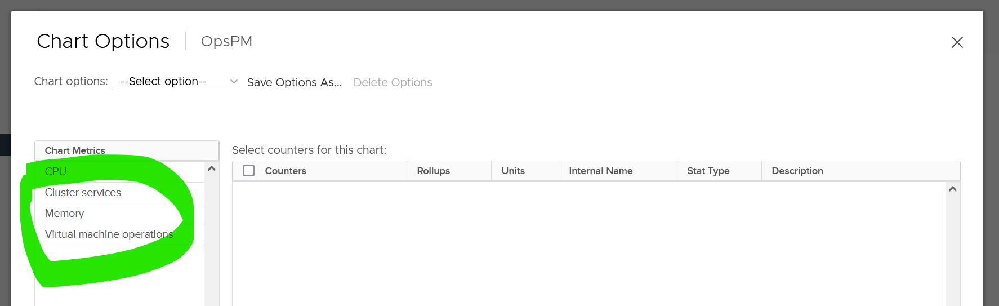 Chart Options OpsPM
Chart options: --Select option-- Save Options As... Delete Options
Chart Metrics
CPU
Cluster services
Memory
Virtual machine operations
Select counters for this chart:
Counters Rollups Units Internal Name Stat Type Description